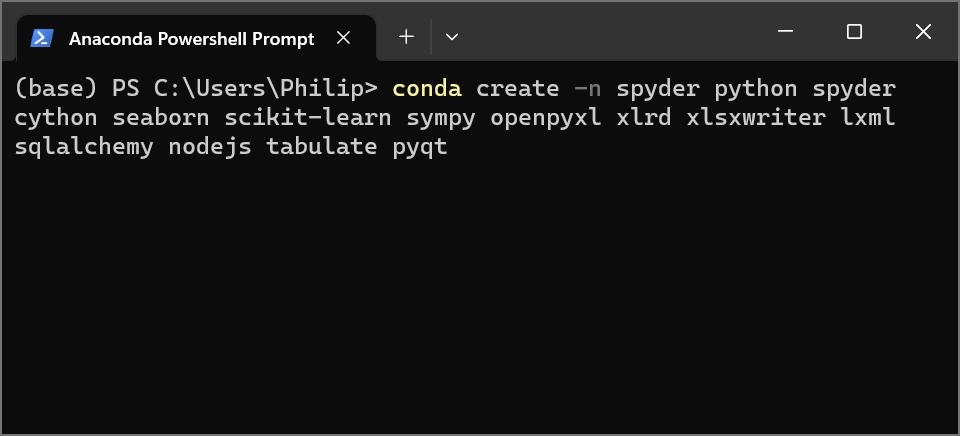 Anaconda Powershell Prompt
(base) PS C:\Users\Philip> conda create -n spyder python spyder
cython seaborn scikit-learn sympy openpyxl xlrd xlsxwriter lxml
sqlalchemy nodejs tabulate pyqt